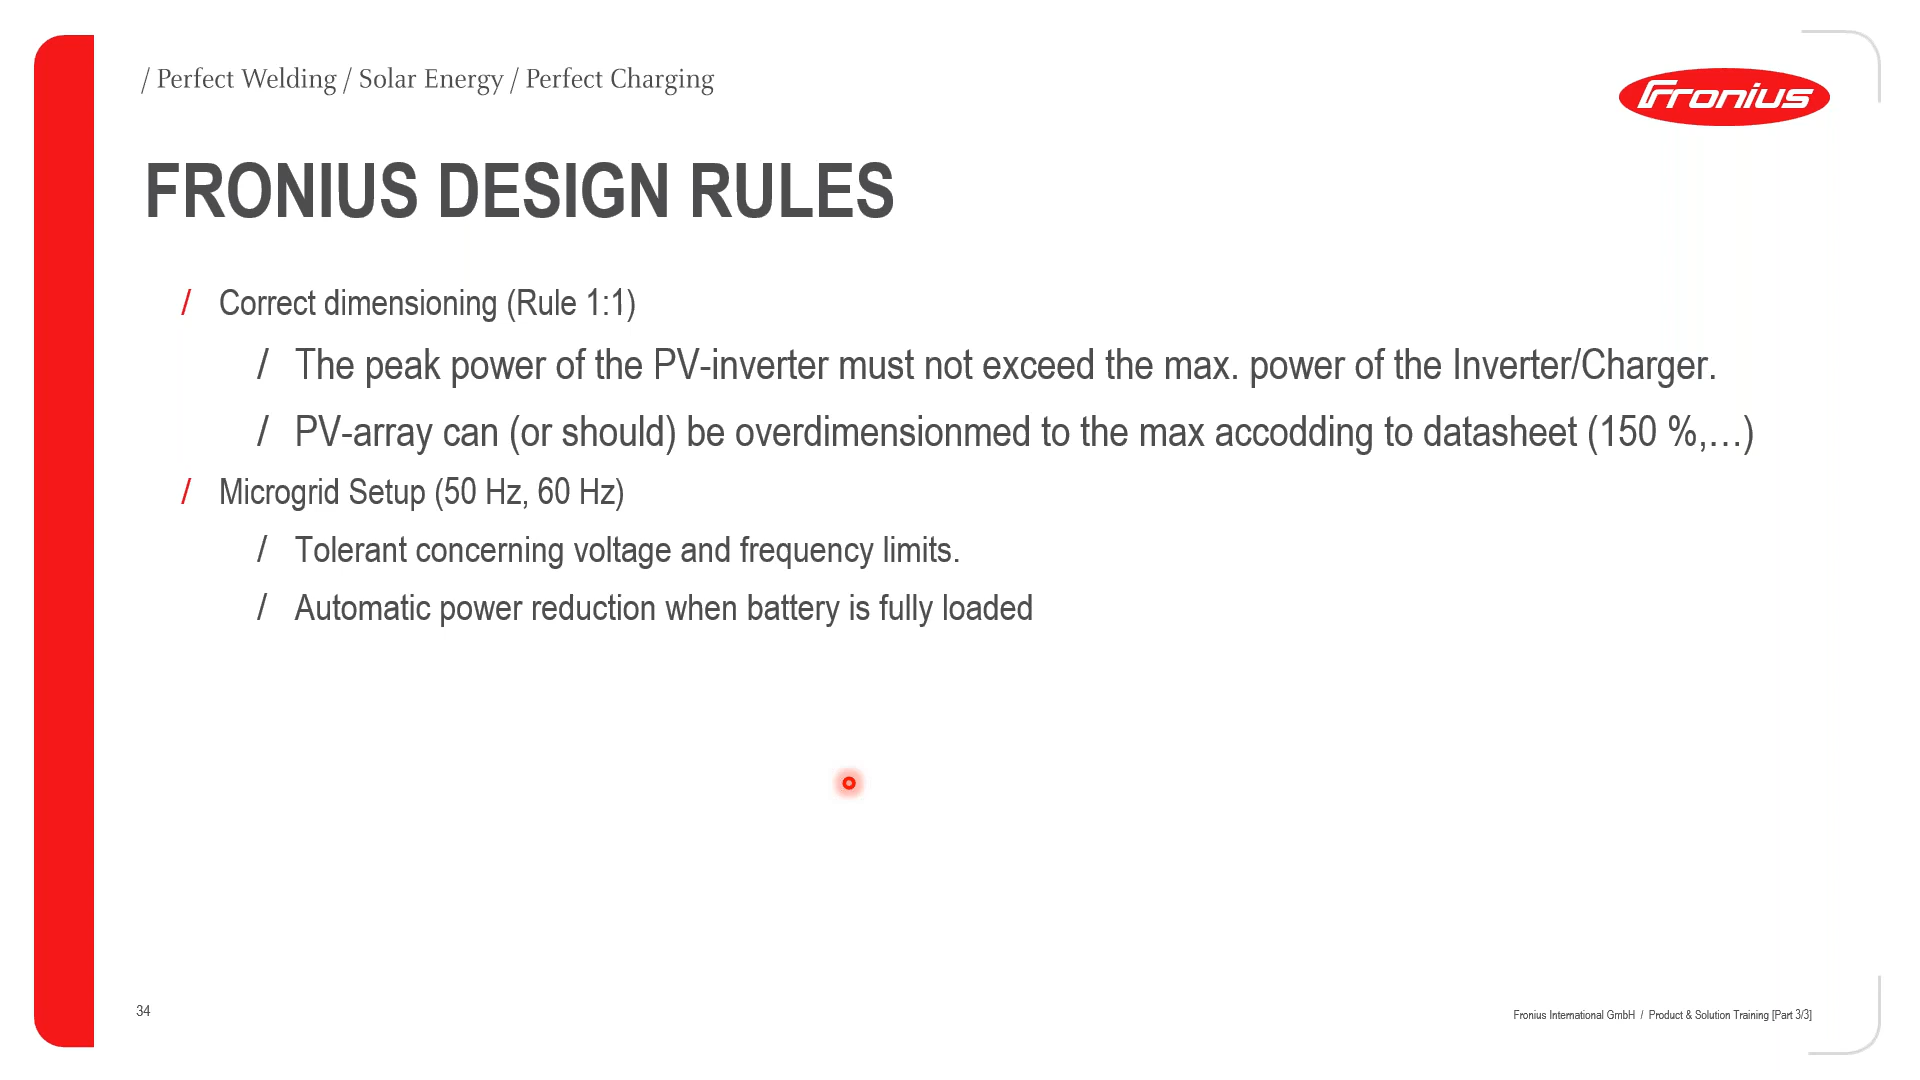 / Perfect Welding / Solar Energy / Perfect Charging
Fronius
FRONIUS DESIGN RULES
/ Correct dimensioning (Rule 1:1)
/ The peak power of the PV-inverter must not exceed the max. power of the Inverter/Charger.
/ PV-array can (or should) be overdimensionmed to the max accodding to datasheet (150 %,…)
/ Microgrid Setup (50 Hz, 60 Hz)
/ Tolerant concerning voltage and frequency limits.
/ Automatic power reduction when battery is fully loaded
34
Fronius International GmbH / Product & Solution Training [Part 3/3]